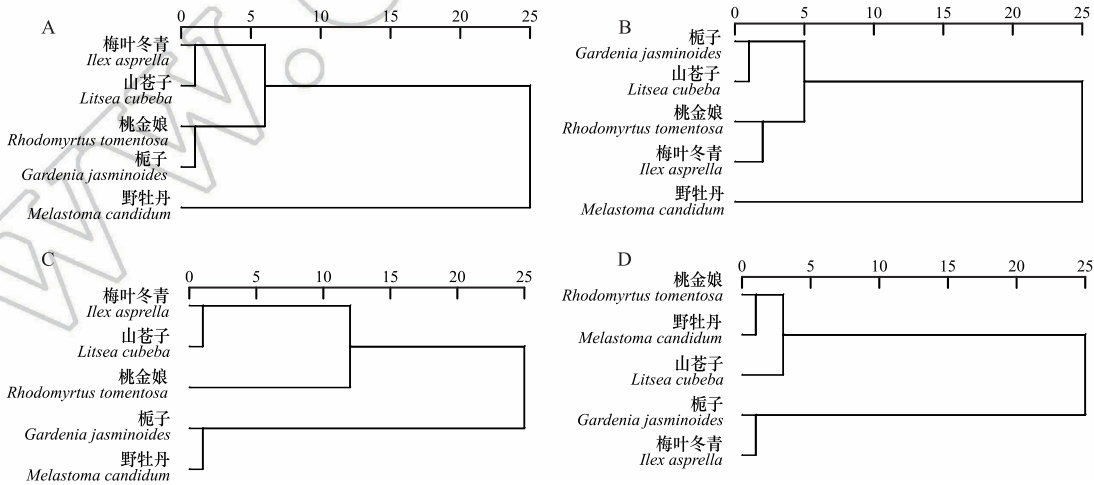 A
0 5 10 15 20 25
梅叶冬青
Ilex asprella
山苍子
Litsea cubeba
桃金娘
Rhodomyrtus tomentosa
栀子
Gardenia jasminoides
野牡丹
Melastoma candidum
B
0 5 10 15 20 25
栀子
Gardenia jasminoides
山苍子
Litsea cubeba
桃金娘
Rhodomyrtus tomentosa
梅叶冬青
Ilex asprella
野牡丹
Melastoma candidum
C
0 5 10 15 20 25
梅叶冬青
Ilex asprella
山苍子
Litsea cubeba
桃金娘
Rhodomyrtus tomentosa
栀子
Gardenia jasminoides
野牡丹
Melastoma candidum
D
0 5 10 15 20 25
桃金娘
Rhodomyrtus tomentosa
野牡丹
Melastoma candidum
山苍子
Litsea cubeba
栀子
Gardenia jasminoides
梅叶冬青
Ilex asprella